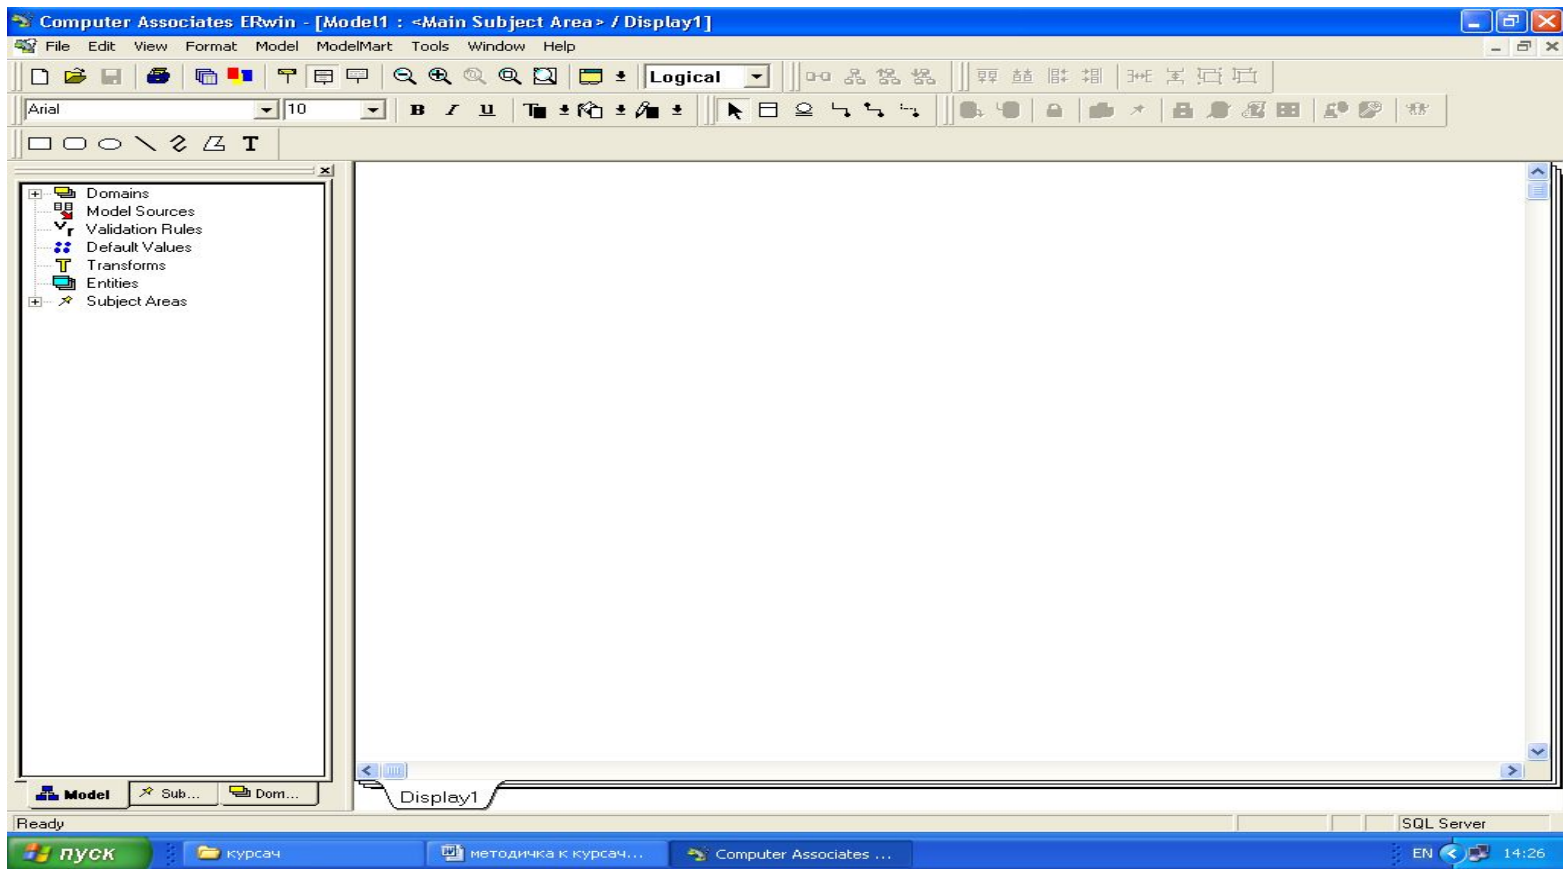 Computer Associates ERwin - [Model1 : <Main Subject Area> / Display1]
File Edit View Format Model ModelMart Tools Window Help
Logical
Arial 10 B I U T
T
Domains
Model Sources
Validation Rules
Default Values
Transforms
Entities
Subject Areas
Model Sub... Dom...
Display1
Ready SQL Server
пуск курсач методичка к курсач... Computer Associates ... EN 14:26